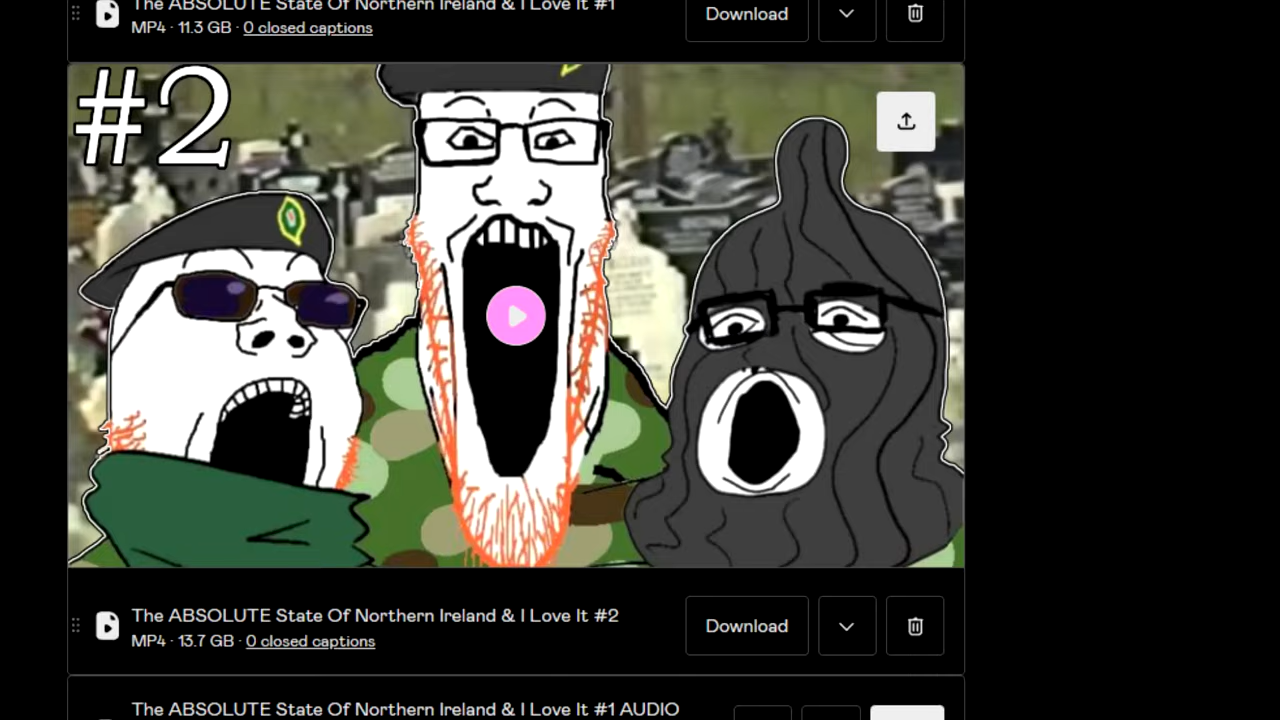 The ABSOLUTE State Of Northern Ireland & I Love It #1
MP4 · 11.3 GB · 0 closed captions
Download
#2
The ABSOLUTE State Of Northern Ireland & I Love It #2
MP4 · 13.7 GB · 0 closed captions
Download
The ABSOLUTE State Of Northern Ireland & I Love It #1 AUDIO